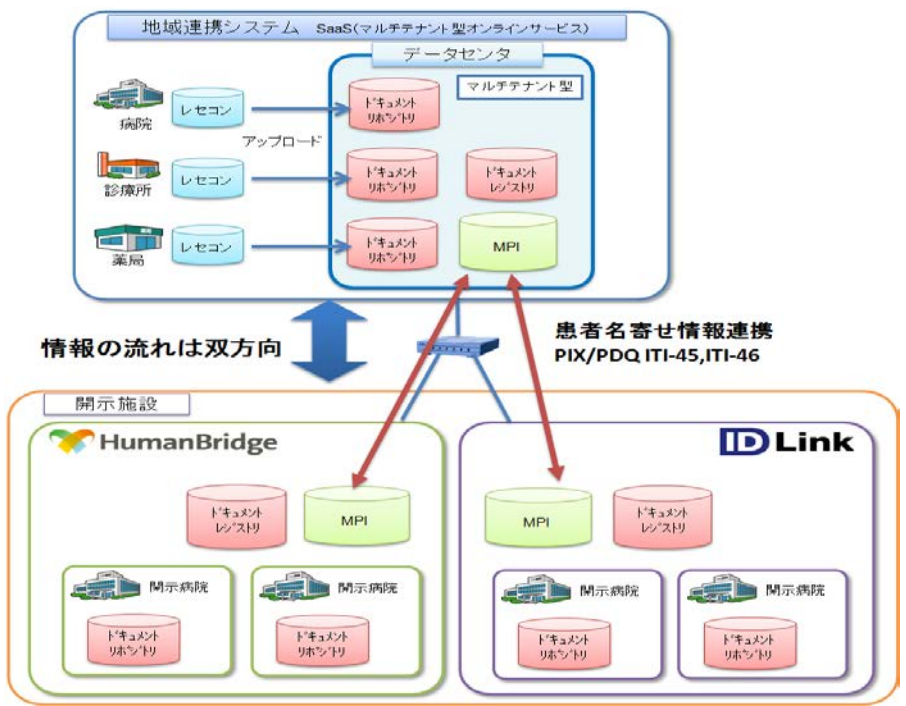 地域連携システム SaaS(マルチテナント型オンラインサービス)
データセンタ
マルチテナント型
病院
レセコン
ドキュメント
リポジトリ
アップロード
診療所
レセコン
ドキュメント
リポジトリ
ドキュメント
レジストリ
薬局
レセコン
ドキュメント
リポジトリ
MPI
情報の流れは双方向
患者名寄せ情報連携
PIX/PDQ ITI-45,ITI-46
開示施設
HumanBridge
ID Link
ドキュメント
レジストリ
MPI
MPI
ドキュメント
レジストリ
開示病院
ドキュメント
リポジトリ
開示病院
ドキュメント
リポジトリ
開示病院
ドキュメント
リポジトリ
開示病院
ドキュメント
リポジトリ